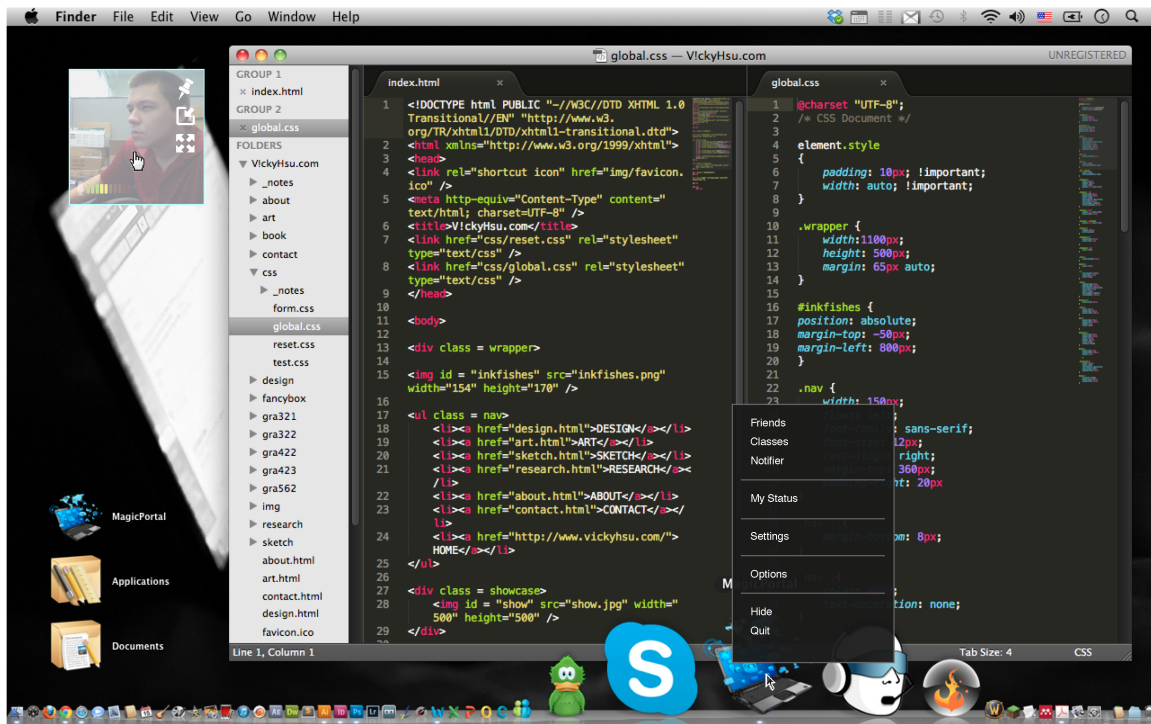 Finder File Edit View Go Window Help
global.css — V!ckyHsu.com
UNREGISTERED
GROUP 1
index.html
GROUP 2
global.css
FOLDERS
V!ckyHsu.com
_notes
about
art
book
contact
css
_notes
form.css
global.css
reset.css
test.css
design
fancybox
gra321
gra322
gra422
gra423
gra562
img
research
sketch
about.html
art.html
contact.html
design.html
favicon.ico
index.html
1 <!DOCTYPE html PUBLIC "-//W3C//DTD XHTML 1.0
Transitional//EN" "http://www.w3.
org/TR/xhtml1/DTD/xhtml1-transitional.dtd">
2 <html xmlns="http://www.w3.org/1999/xhtml">
3 <head>
4 <link rel="shortcut icon" href="img/favicon.
ico" />
5 <meta http-equiv="Content-Type" content="
text/html; charset=UTF-8" />
6 <title>V!ckyHsu.com</title>
7 <link href="css/reset.css" rel="stylesheet"
type="text/css" />
8 <link href="css/global.css" rel="stylesheet"
type="text/css" />
9 </head>
10
11 <body>
12
13 <div class = wrapper>
14
15 <img id = "inkfishes" src="inkfishes.png"
width="154" height="170" />
16
17 <ul class = nav>
18 <li><a href="design.html">DESIGN</a></li>
19 <li><a href="art.html">ART</a></li>
20 <li><a href="sketch.html">SKETCH</a></li>
21 <li><a href="research.html">RESEARCH</a><
/li>
22 <li><a href="about.html">ABOUT</a></li>
23 <li><a href="contact.html">CONTACT</a></
li>
24 <li><a href="http://www.vickyhsu.com/">
HOME</a></li>
25 </ul>
26
27 <div class = showcase>
28 <img id = "show" src="show.jpg" width="
500" height="500" />
29 </div>
global.css
1 @charset "UTF-8";
2 /* CSS Document */
3
4 element.style
5 {
6 padding: 10px; !important;
7 width: auto; !important;
8 }
9
10 .wrapper {
11 width:1100px;
12 height: 500px;
13 margin: 65px auto;
14 }
15
16 #inkfishes {
17 position: absolute;
18 margin-top: -50px;
19 margin-left: 800px;
20 }
21
22 .nav {
23 width: 150px;
sans-serif;
12px;
right;
360px;
20px
8px;
none;
Friends
Classes
Notifier
My Status
Settings
Options
Hide
Quit
MagicPortal
MagicPortal
Applications
Documents
Line 1, Column 1
Tab Size: 4
CSS